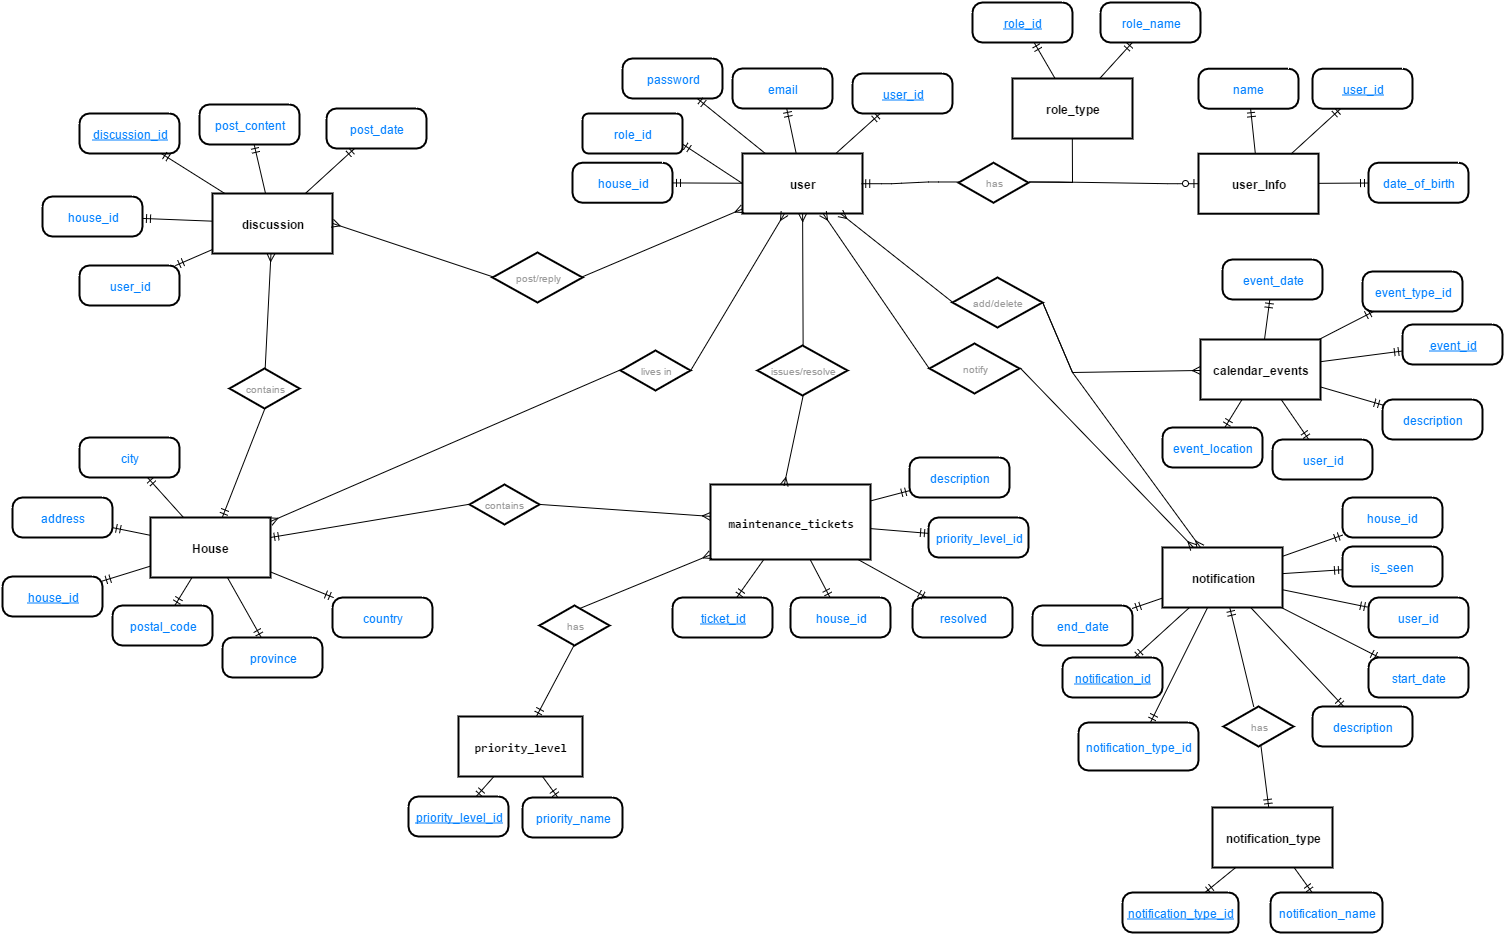 role_id
role_name
password
email
user_id
name
user_id
discussion_id
post_content
post_date
role_id
role_type
house_id
user
has
user_Info
date_of_birth
house_id
discussion
user_id
post/reply
add/delete
event_date
event_type_id
event_id
calendar_events
description
event_location
user_id
contains
lives in
issues/resolve
notify
city
address
House
house_id
postal_code
province
country
contains
maintenance_tickets
description
priority_level_id
ticket_id
house_id
resolved
has
priority_level
priority_level_id
priority_name
house_id
is_seen
notification
user_id
end_date
notification_id
start_date
notification_type_id
has
description
notification_type
notification_type_id
notification_name